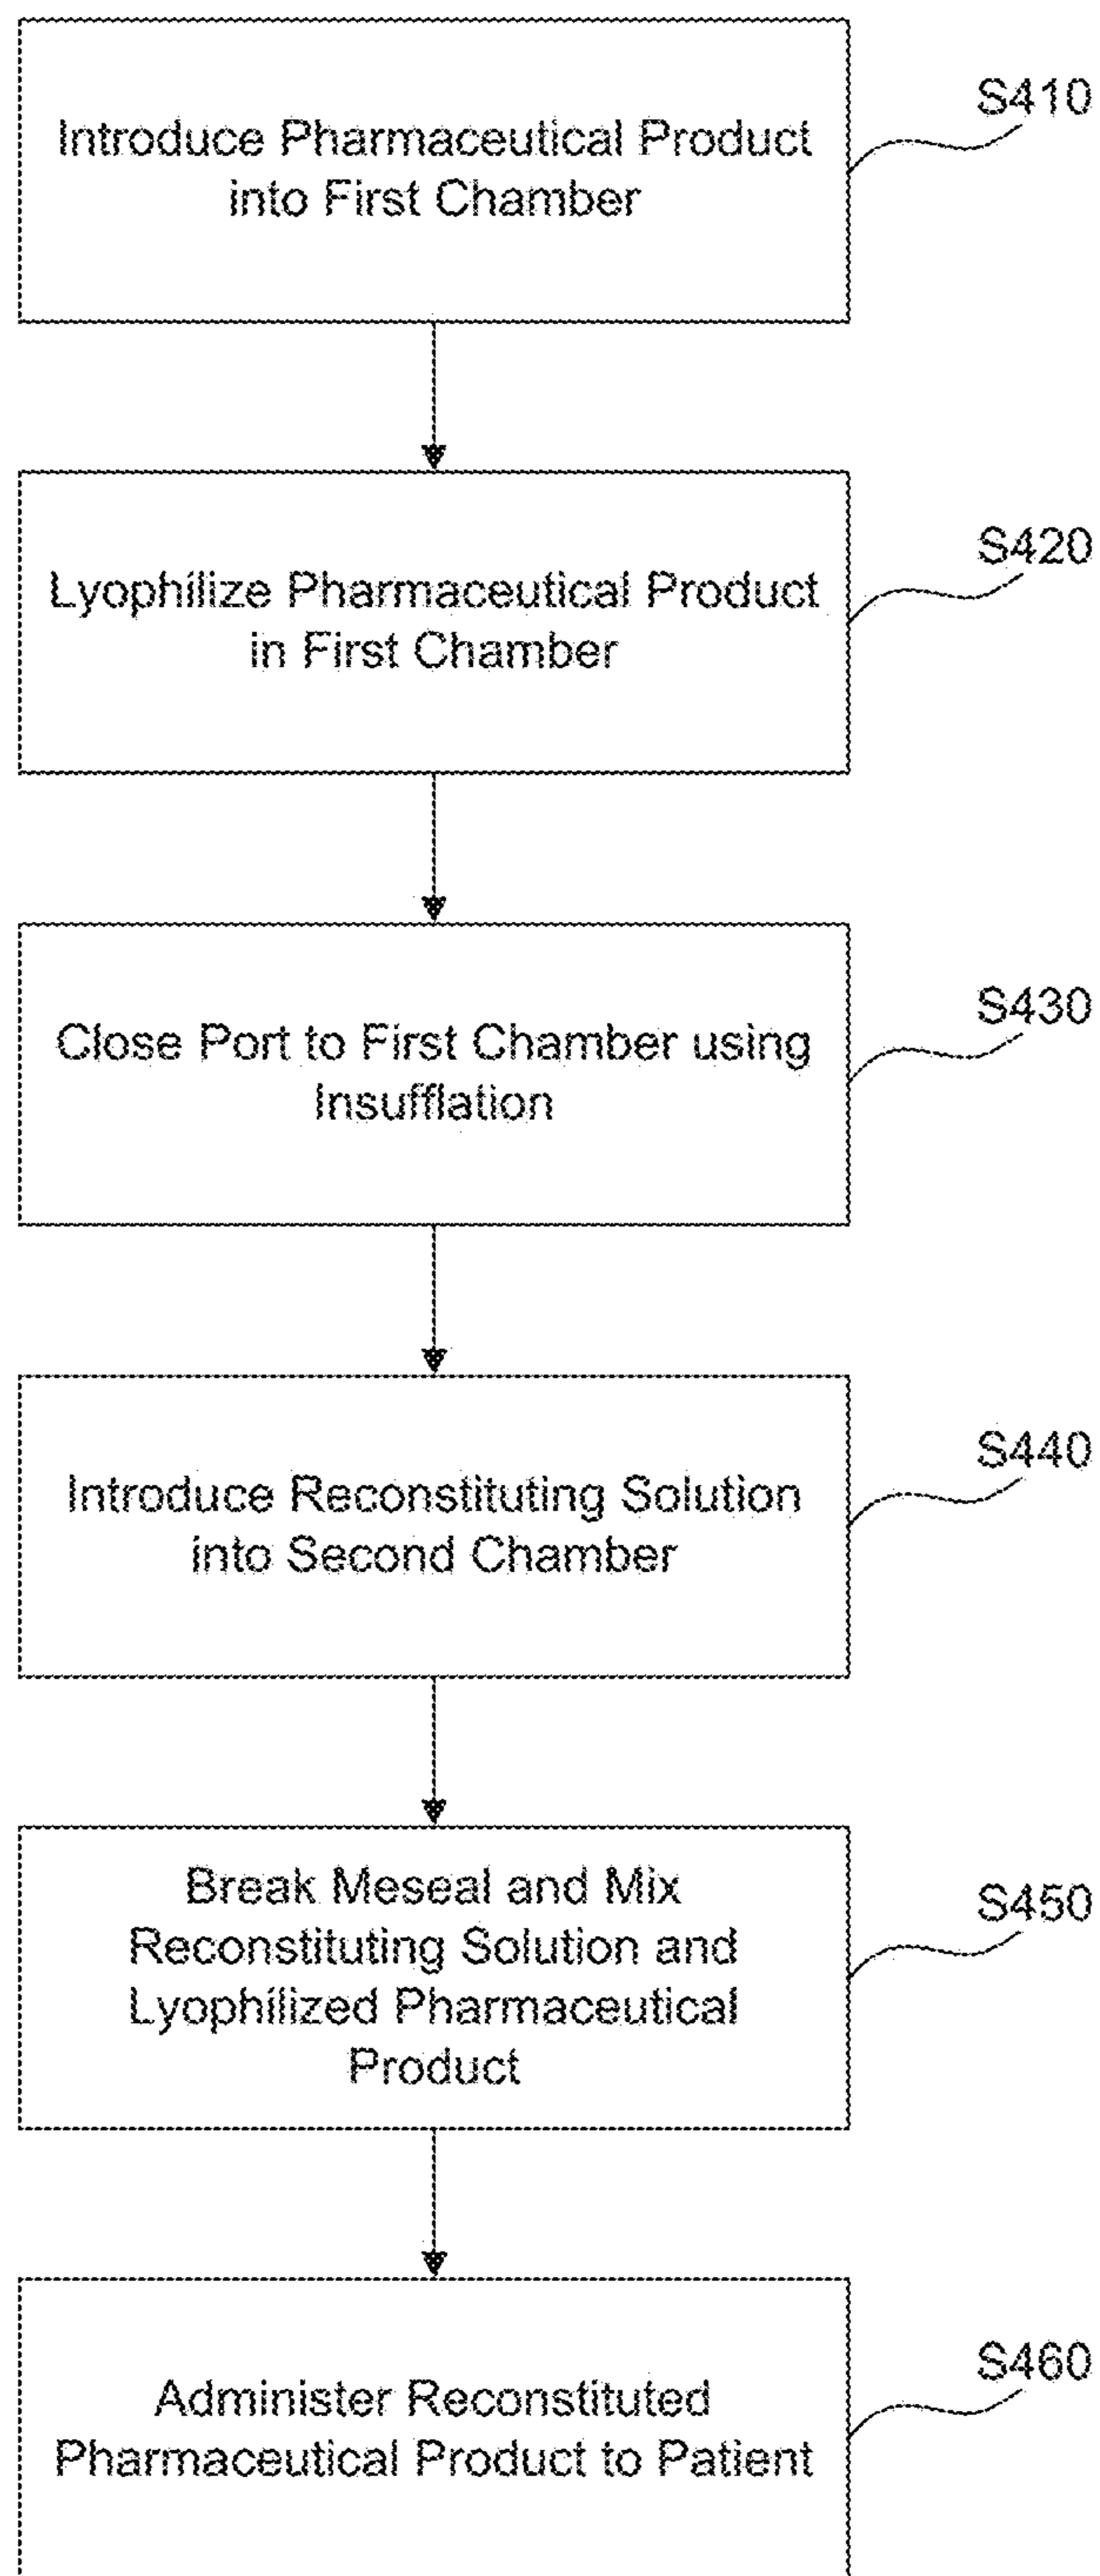 Introduce Pharmaceutical Product
into First Chamber
S410
Lyophilize Pharmaceutical Product
in First Chamber
S420
Close Port to First Chamber using
Insufflation
S430
Introduce Reconstituting Solution
into Second Chamber
S440
Break Meseal and Mix
Reconstituting Solution and
Lyophilized Pharmaceutical
Product
S450
Administer Reconstituted
Pharmaceutical Product to Patient
S460